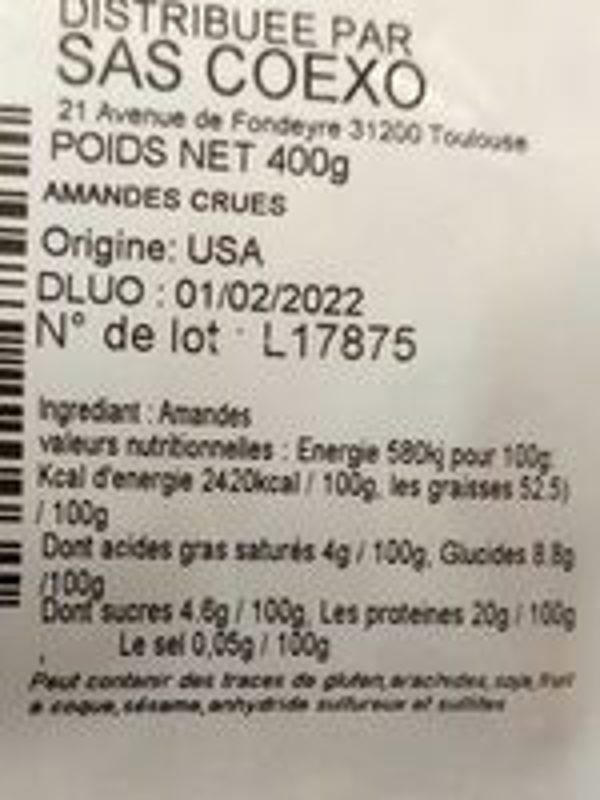 DISTRIBUEE PAR
SAS COEXO
21 Avenue de Fondeyre 31200 Toulouse
POIDS NET 400g
AMANDES CRUES
Origine: USA
DLUO : 01/02/2022
N° de lot : L17875
Ingrediant : Amandes
valeurs nutritionnelles : Energie 580kj pour 100g
Kcal d'energie 2420kcal / 100g, les graisses 52.5)
/ 100g
Dont acides gras saturés 4g / 100g, Glucides 8.8g
/100g
Dont sucres 4.6g / 100g, Les proteines 20g / 100g
Le sel 0,05g / 100g
Peut contenir des traces de gluten, arachides, soja, fruit
a coque, sésame, anhydride sulfureux et sulfites